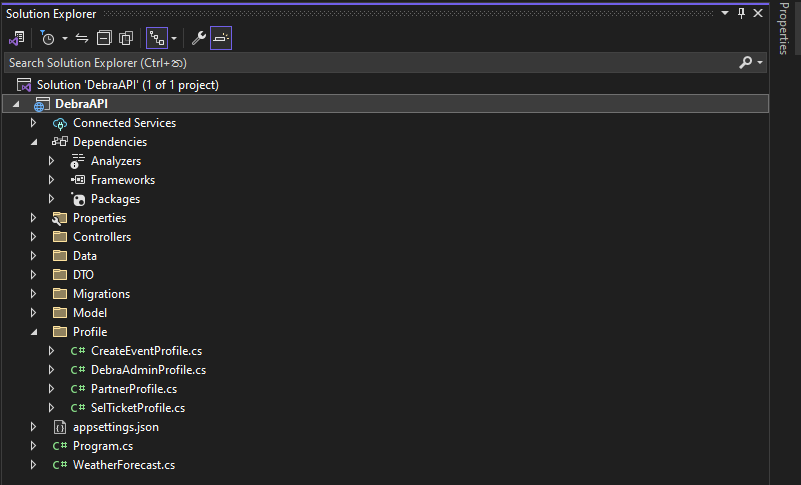 Solution Explorer
Search Solution Explorer (Ctrl+ක)
Solution 'DebraAPI' (1 of 1 project)
DebraAPI
Connected Services
Dependencies
Analyzers
Frameworks
Packages
Properties
Controllers
Data
DTO
Migrations
Model
Profile
C# CreateEventProfile.cs
C# DebraAdminProfile.cs
C# PartnerProfile.cs
C# SelTicketProfile.cs
appsettings.json
C# Program.cs
C# WeatherForecast.cs
Properties